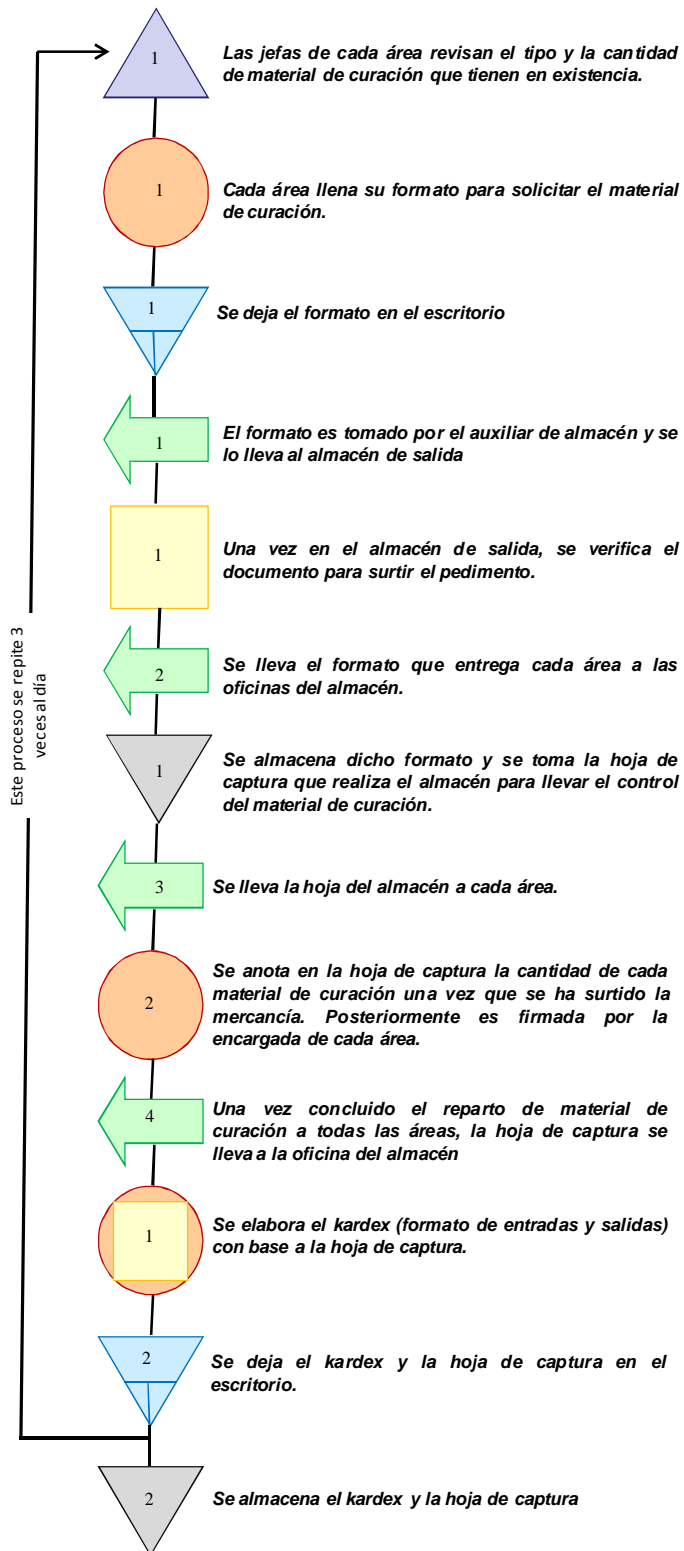 1
Las jefas de cada área revisan el tipo y la cantidad
de material de curación que tienen en existencia.
1
Cada área llena su formato para solicitar el material
de curación.
1
Se deja el formato en el escritorio
1
El formato es tomado por el auxiliar de almacén y se
lo lleva al almacén de salida
1
Una vez en el almacén de salida, se verifica el
documento para surtir el pedimento.
Este proceso se repite 3
veces al día
2
Se lleva el formato que entrega cada área a las
oficinas del almacén.
1
Se almacena dicho formato y se toma la hoja de
captura que realiza el almacén para llevar el control
del material de curación.
3
Se lleva la hoja del almacén a cada área.
2
Se anota en la hoja de captura la cantidad de cada
material de curación una vez que se ha surtido la
mercancía. Posteriormente es firmada por la
encargada de cada área.
4
Una vez concluido el reparto de material de
curación a todas las áreas, la hoja de captura se
lleva a la oficina del almacén
1
Se elabora el kardex (formato de entradas y salidas)
con base a la hoja de captura.
2
Se deja el kardex y la hoja de captura en el
escritorio.
2
Se almacena el kardex y la hoja de captura